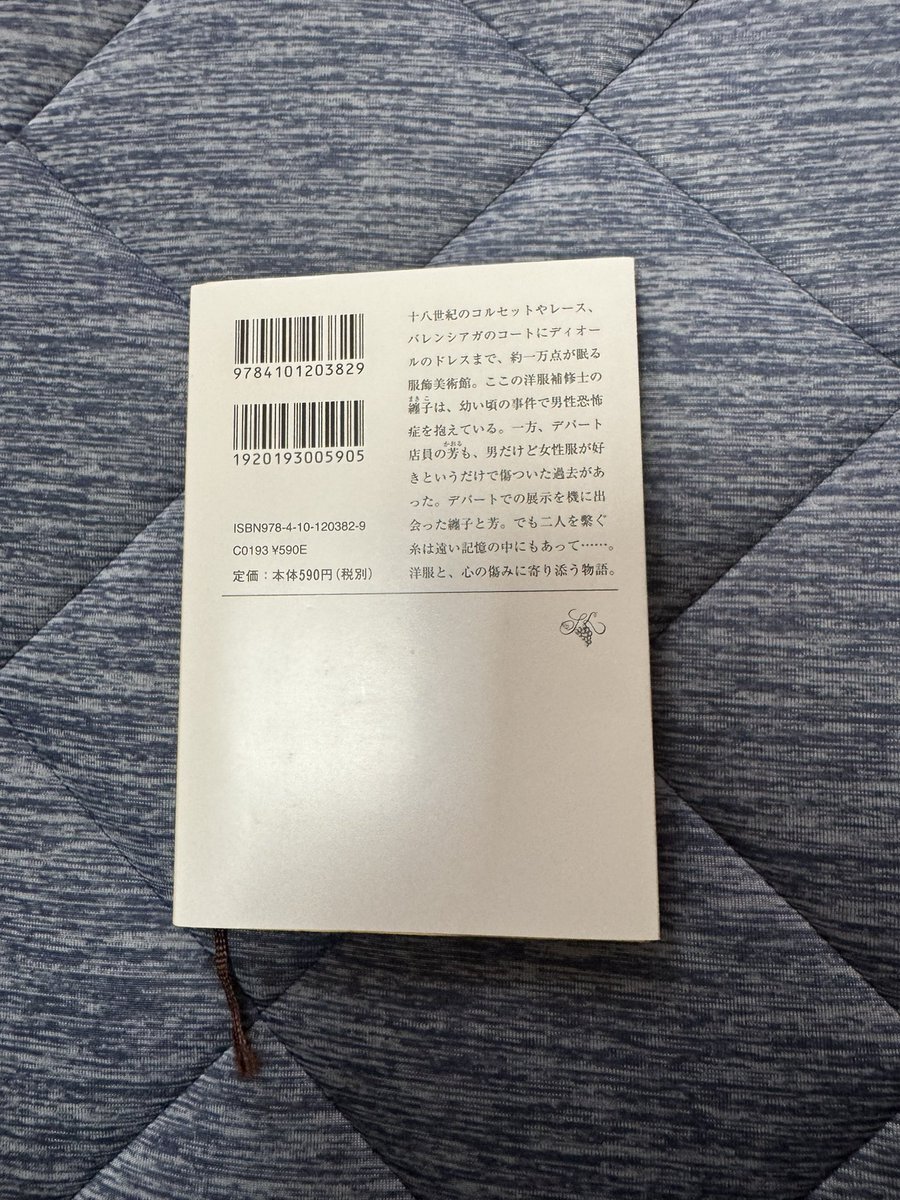 9784101203829
1920193005905
ISBN978-4-10-120382-9
C0193 ¥590E
定価：本体590円(税別)
十八世紀のコルセットやレース、
バレンシアガのコートにディオー
ルのドレスまで、約一万点が眠る
服飾美術館。ここの洋服補修士の
纏子は、幼い頃の事件で男性恐怖
症を抱えている。一方、デパート
店員の芳も、男だけど女性服が好
きというだけで傷ついた過去があ
った。デパートでの展示を機に出
会った纏子と芳。でも二人を繋ぐ
糸は遠い記憶の中にもあって……。
洋服と、心の傷みに寄り添う物語。